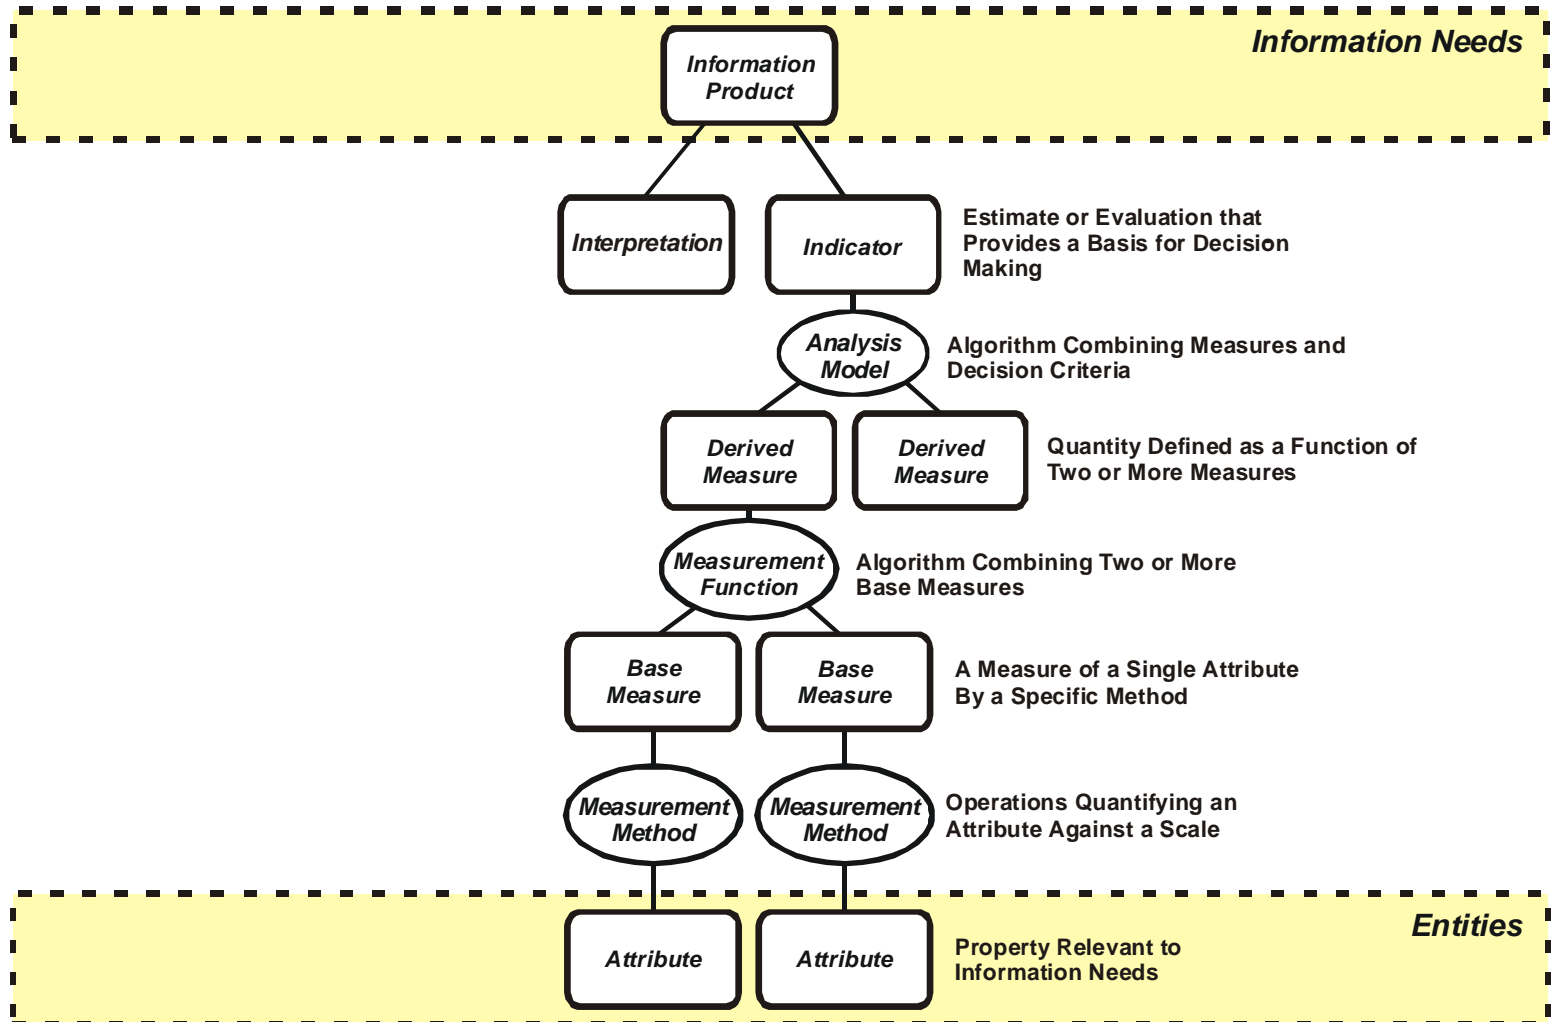 Information Needs
Information
Product
Interpretation
Indicator
Estimate or Evaluation that
Provides a Basis for Decision
Making
Analysis
Model
Algorithm Combining Measures and
Decision Criteria
Derived
Measure
Derived
Measure
Quantity Defined as a Function of
Two or More Measures
Measurement
Function
Algorithm Combining Two or More
Base Measures
Base
Measure
Base
Measure
A Measure of a Single Attribute
By a Specific Method
Measurement
Method
Measurement
Method
Operations Quantifying an
Attribute Against a Scale
Entities
Attribute
Attribute
Property Relevant to
Information Needs